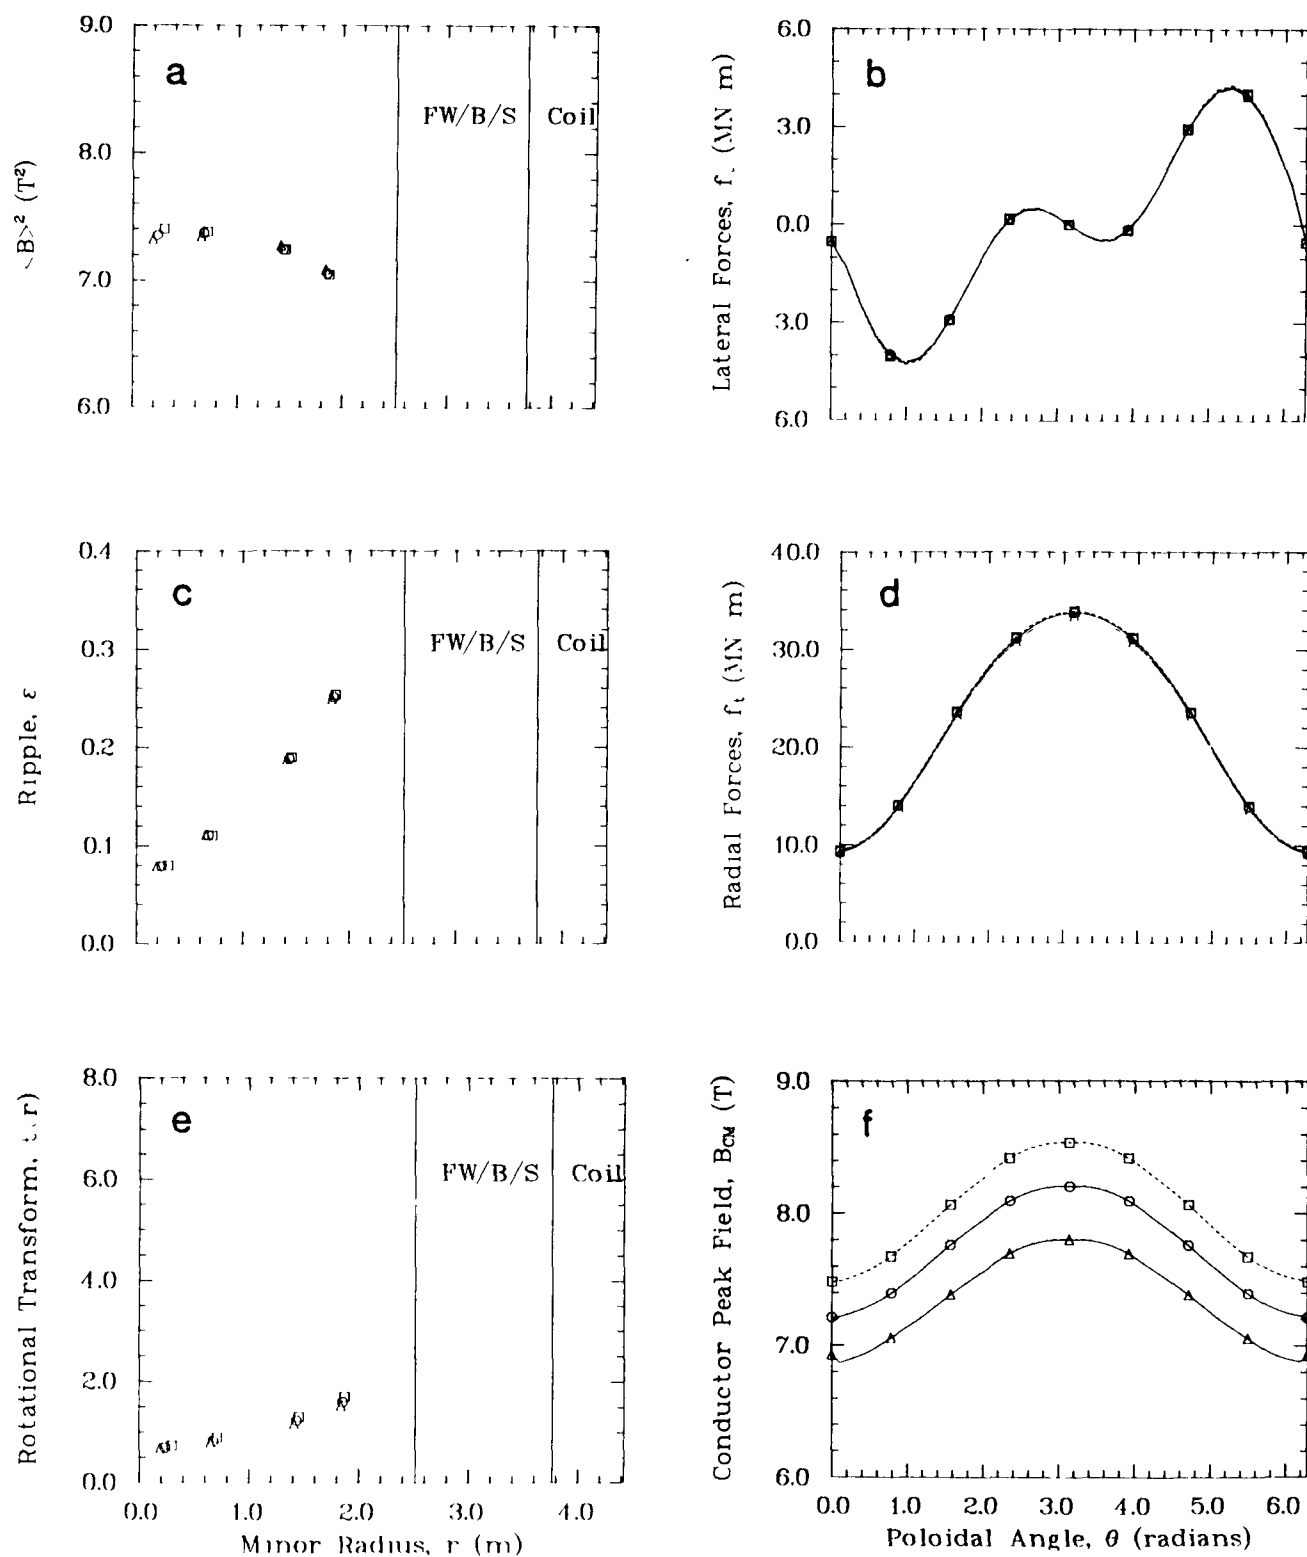 9.0
a
FW/B/S
Coil
8.0
7.0
6.0
<B>² (T²)
6.0
b
3.0
0.0
3.0
6.0
Lateral Forces, (MN m)
0.4
c
FW/B/S
Coil
0.3
0.2
0.1
0.0
Ripple, ε
40.0
d
30.0
20.0
10.0
0.0
Radial Forces, (MN m)
8.0
e
FW/B/S
Coil
6.0
4.0
2.0
0.0
Rotational Transform,
0.0 1.0 2.0 3.0 4.0
Minor Radius, r (m)
9.0
f
8.0
7.0
6.0
Conductor Peak Field, BCM (T)
0.0 1.0 2.0 3.0 4.0 5.0 6.0
Poloidal Angle, θ (radians)